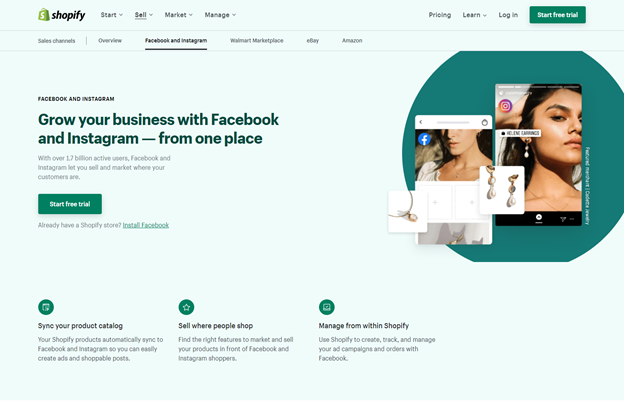 shopify
Start
Sell
Market
Manage
Pricing
Learn
Log in
Start free trial
Sales channels
Overview
Facebook and Instagram
Walmart Marketplace
eBay
Amazon
FACEBOOK AND INSTAGRAM
Grow your business with Facebook
and Instagram — from one place
With over 1.7 billion active users, Facebook and
Instagram let you sell and market where your
customers are.
Start free trial
Already have a Shopify store? Install Facebook
HELENE EARRINGS
Featured merchant | Corette Jewelry
Sync your product catalog
Your Shopify products automatically sync to
Facebook and Instagram so you can easily
create ads and shoppable posts.
Sell where people shop
Find the right features to market and sell
your products in front of Facebook and
Instagram shoppers.
Manage from within Shopify
Use Shopify to create, track, and manage
your ad campaigns and orders with
Facebook.